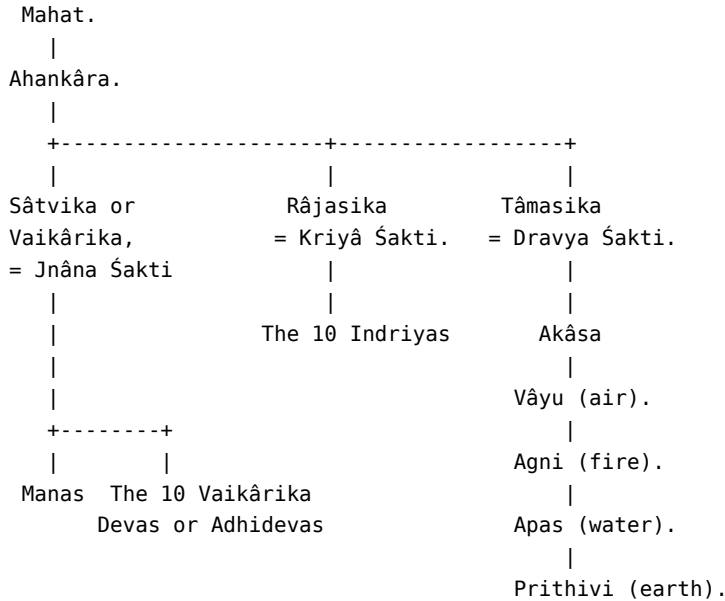 Mahat.
|
Ahankâra.
|
+---------------------+------------------+
| | |
Sâtvika or Râjasika Tâmasika
Vaikârika, = Kriyâ Śakti. = Dravya Śakti.
= Jnâna Śakti | |
| | |
| The 10 Indriyas Akâsa
| |
| Vâyu (air).
+--------+ |
| | Agni (fire).
Manas The 10 Vaikârika |
Devas or Adhidevas Apas (water).
|
Prithivi (earth).